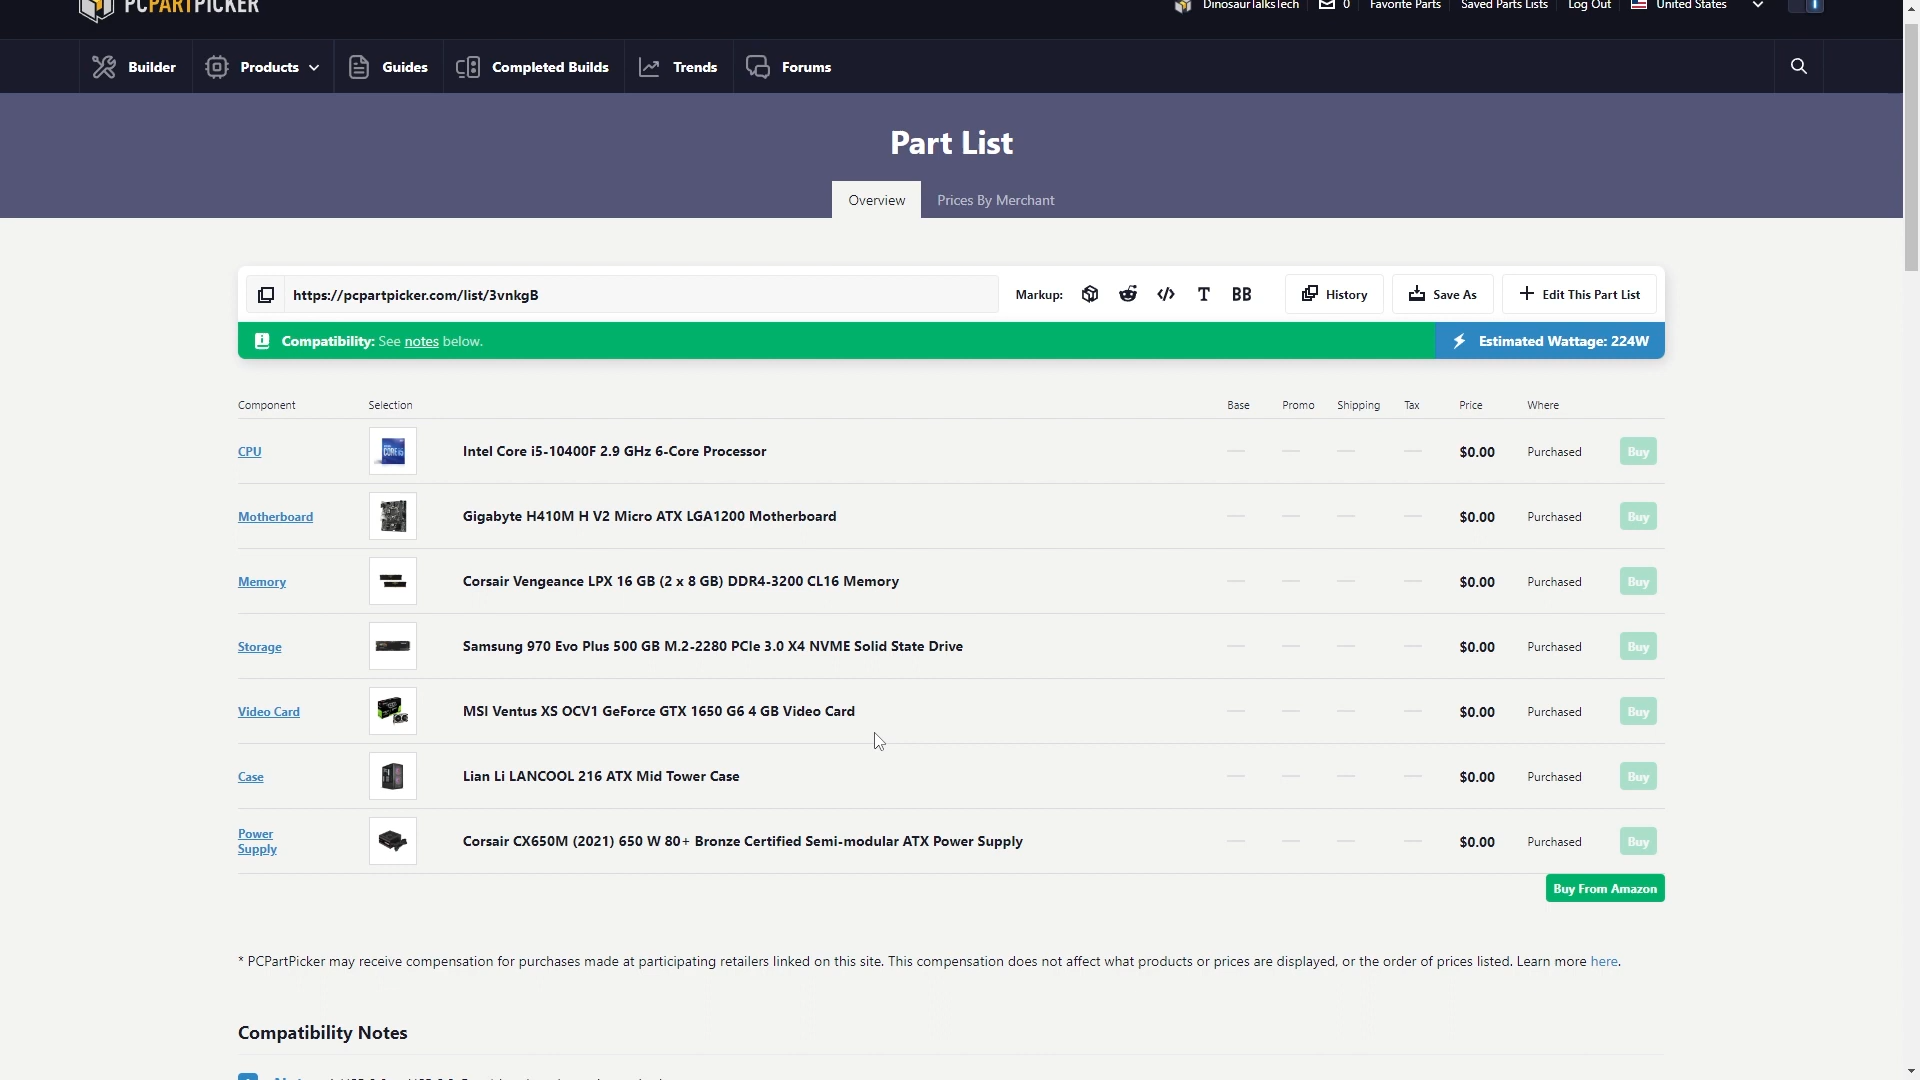 PCPARTPICKER
DinosaurTalksTech 0 Favorite Parts Saved Parts Lists Log Out United States
Builder Products Guides Completed Builds Trends Forums
Part List
Overview Prices By Merchant
https://pcpartpicker.com/list/3vnkgB Markup: T BB History Save As Edit This Part List
Compatibility: See notes below. Estimated Wattage: 224W
Component Selection Base Promo Shipping Tax Price Where
CPU Intel Core i5-10400F 2.9 GHz 6-Core Processor — — — — $0.00 Purchased Buy
Motherboard Gigabyte H410M H V2 Micro ATX LGA1200 Motherboard — — — — $0.00 Purchased Buy
Memory Corsair Vengeance LPX 16 GB (2 x 8 GB) DDR4-3200 CL16 Memory — — — — $0.00 Purchased Buy
Storage Samsung 970 Evo Plus 500 GB M.2-2280 PCIe 3.0 X4 NVME Solid State Drive — — — — $0.00 Purchased Buy
Video Card MSI Ventus XS OCV1 GeForce GTX 1650 G6 4 GB Video Card — — — — $0.00 Purchased Buy
Case Lian Li LANCOOL 216 ATX Mid Tower Case — — — — $0.00 Purchased Buy
Power
Supply Corsair CX650M (2021) 650 W 80+ Bronze Certified Semi-modular ATX Power Supply — — — — $0.00 Purchased Buy
Buy From Amazon
* PCPartPicker may receive compensation for purchases made at participating retailers linked on this site. This compensation does not affect what products or prices are displayed, or the order of prices listed. Learn more here.
Compatibility Notes